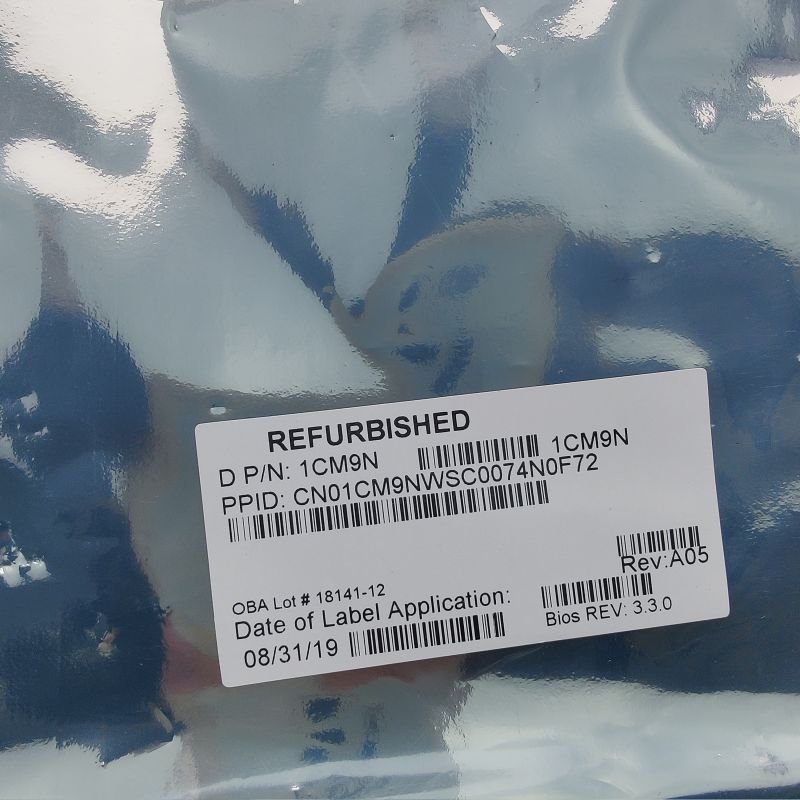 REFURBISHED
D P/N: 1CM9N 1CM9N
PPID: CN01CM9NWSC0074N0F72
Rev:A05
OBA Lot # 18141-12
Date of Label Application:
Bios REV: 3.3.0
08/31/19